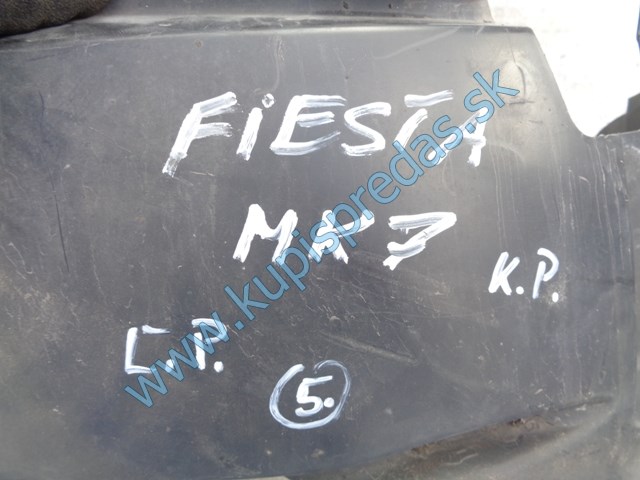 FIESTA
MK7
K.P.
L.P.
5.
www.kupispredas.sk